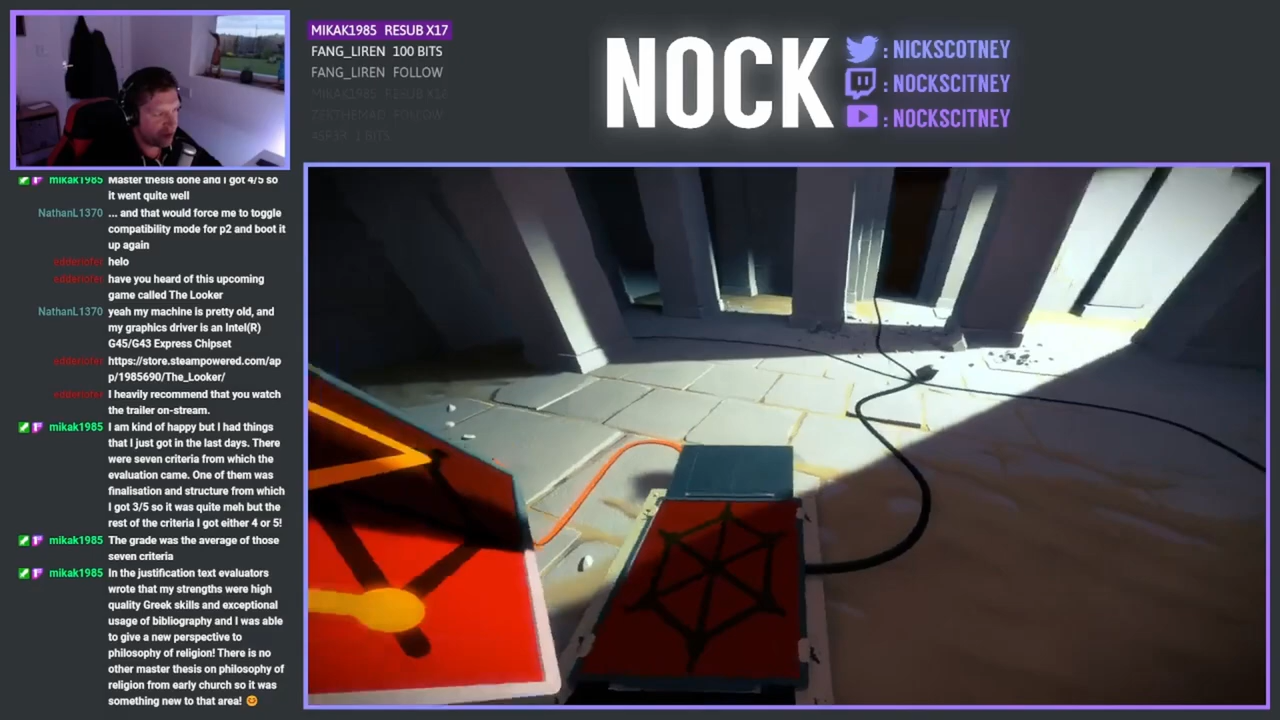 MIKAK1985 RESUB X17
FANG_LIREN 100 BITS
FANG_LIREN FOLLOW
MIKAK1985 RESUB X17
ZEKTHEMAD FOLLOW
NOCK
: NICKSCOTNEY
: NOCKSCITNEY
: NOCKSCITNEY
mikak1985 Master thesis done and I got 4/5 so
it went quite well
NathanL1370 ... and that would force me to toggle
compatibility mode for p2 and boot it
up again
helo
have you heard of this upcoming
game called The Looker
NathanL1370 yeah my machine is pretty old, and
my graphics driver is an Intel(R)
G45/G43 Express Chipset
https://store.steampowered.com/ap
p/1985690/The_Looker/
I heavily recommend that you watch
the trailer on-stream.
mikak1985 I am kind of happy but I had things
that I just got in the last days. There
were seven criteria from which the
evaluation came. One of them was
finalisation and structure from which
I got 3/5 so it was quite meh but the
rest of the criteria I got either 4 or 5!
mikak1985 The grade was the average of those
seven criteria
mikak1985 In the justification text evaluators
wrote that my strengths were high
quality Greek skills and exceptional
usage of bibliography and I was able
to give a new perspective to
philosophy of religion! There is no
other master thesis on philosophy of
religion from early church so it was
something new to that area!